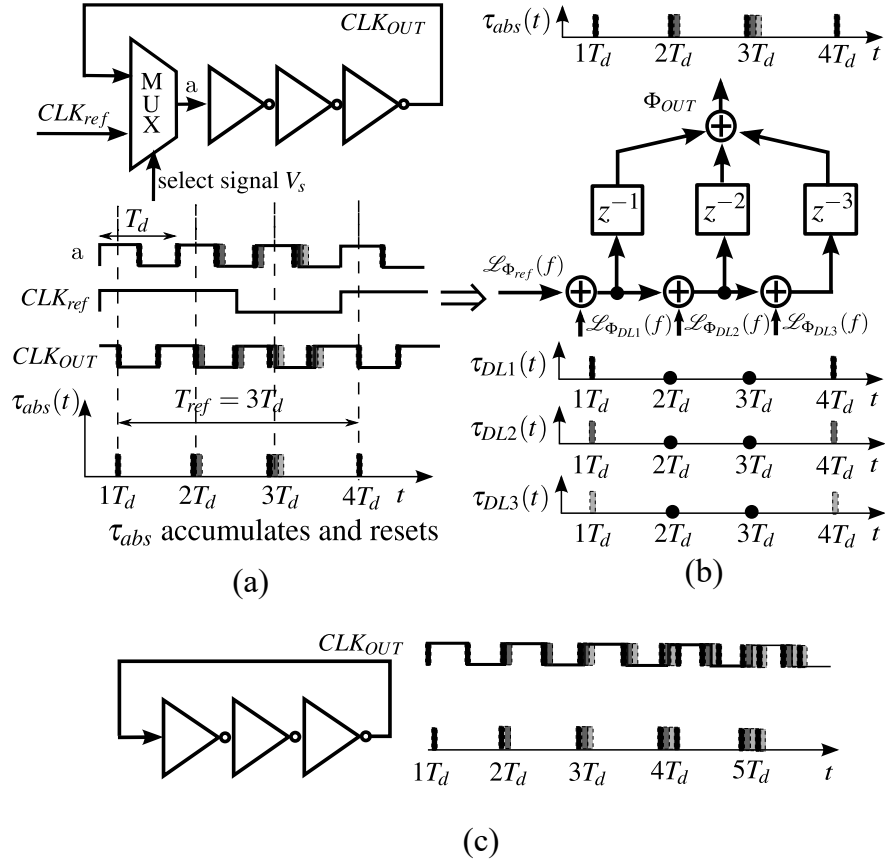 CLK_OUT
MUX
a
CLK_ref
select signal V_s
T_d
a
CLK_ref
CLK_OUT
τ_abs(t)
T_ref = 3T_d
1T_d 2T_d 3T_d 4T_d t
τ_abs accumulates and resets
(a)
(b)
τ_abs(t)
1T_d 2T_d 3T_d 4T_d t
Φ_OUT
z⁻¹ z⁻² z⁻³
ℒ_Φref(f)
ℒ_ΦDL1(f) ℒ_ΦDL2(f) ℒ_ΦDL3(f)
τ_DL1(t)
1T_d 2T_d 3T_d 4T_d t
τ_DL2(t)
1T_d 2T_d 3T_d 4T_d t
τ_DL3(t)
1T_d 2T_d 3T_d 4T_d t
(b)
CLK_OUT
1T_d 2T_d 3T_d 4T_d 5T_d t
(c)